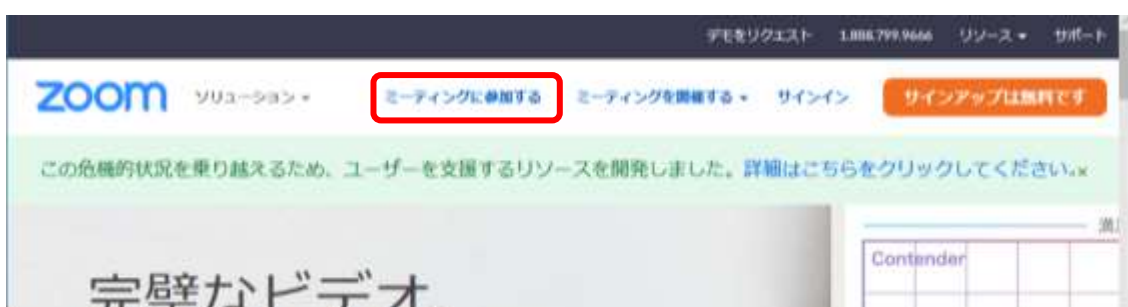 デモをリクエスト 1.888.799.9666 リソース サポート
zoom ソリューション ミーティングに参加する ミーティングを開催する サインイン サインアップは無料です
この危機的状況を乗り越えるため、ユーザーを支援するリソースを開発しました。詳細はこちらをクリックしてください。×
Contender
完璧なビデオ